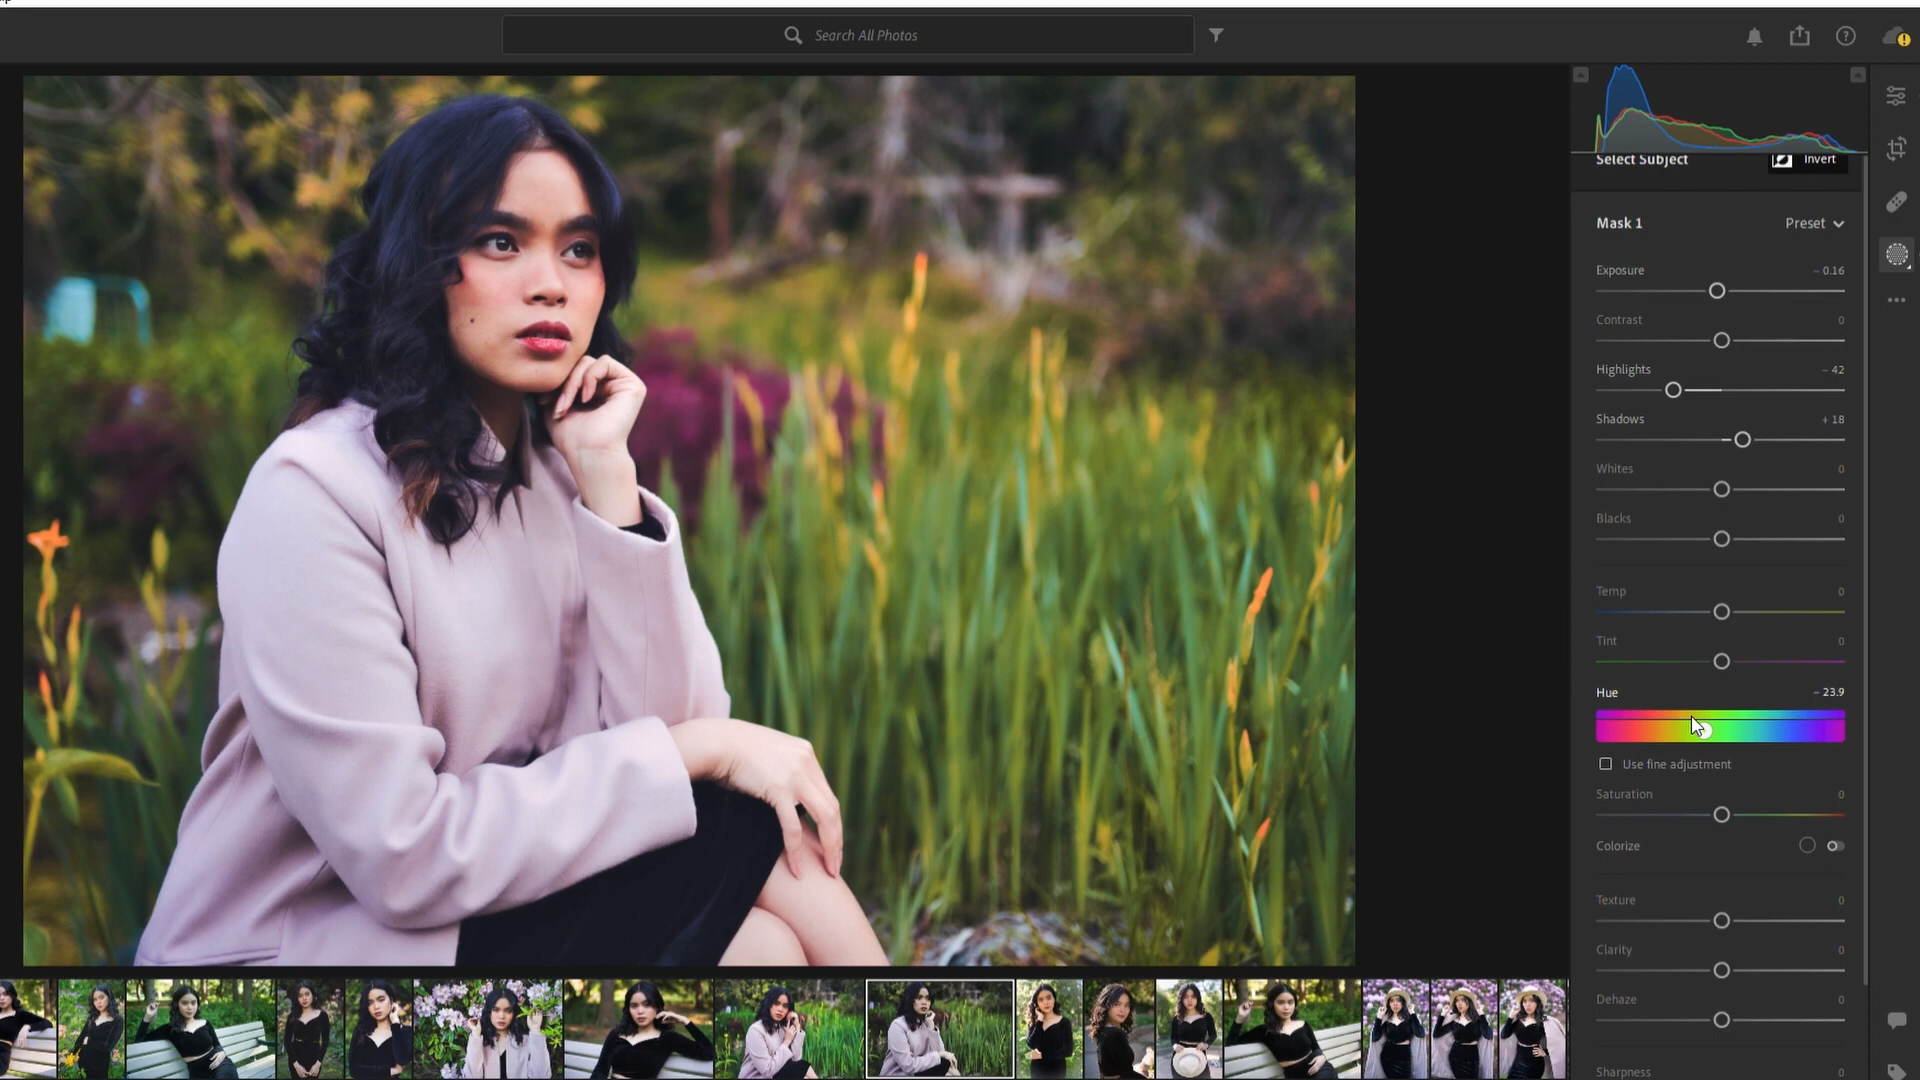 Search All Photos
Select Subject
Invert
Mask 1
Preset
Exposure
− 0.16
Contrast
0
Highlights
− 42
Shadows
+ 18
Whites
0
Blacks
0
Temp
0
Tint
0
Hue
− 23.9
Use fine adjustment
Saturation
0
Colorize
Texture
0
Clarity
0
Dehaze
0
Sharpness
0